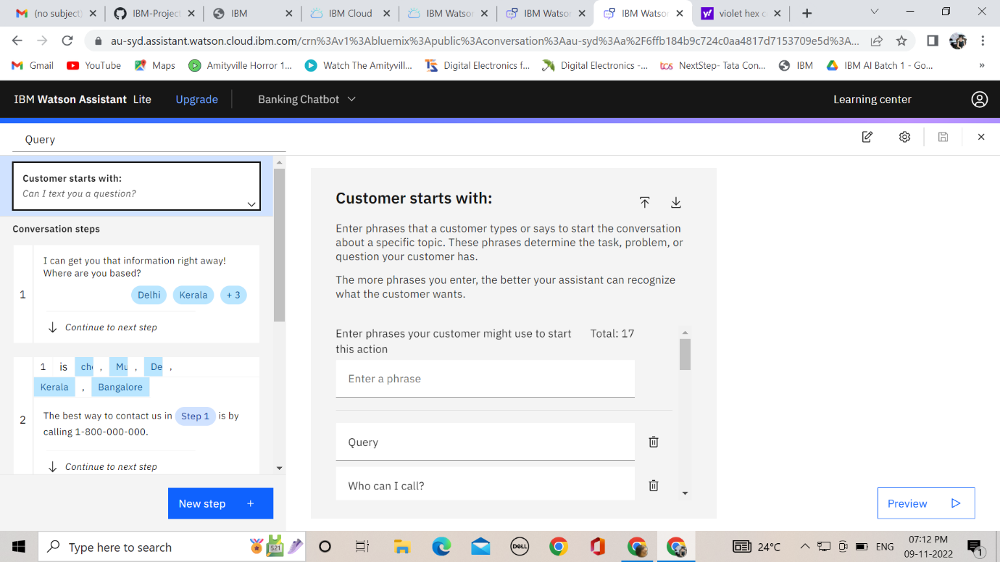 (no subject)
IBM-Project
IBM
IBM Cloud
IBM Watson
IBM Watson
IBM Watson
violet hex c
au-syd.assistant.watson.cloud.ibm.com/crn%3Av1%3Abluemix%3Apublic%3Aconversation%3Aau-syd%3Aa%2F6ffb184b9c724c0aa4817d7153709e5d%3A...
Gmail
YouTube
Maps
Amityville Horror 1...
Watch The Amityvill...
Digital Electronics f...
Digital Electronics -...
NextStep- Tata Con...
IBM
IBM AI Batch 1 - Go...
»
IBM Watson Assistant Lite
Upgrade
Banking Chatbot
Learning center
Query
Customer starts with:
Can I text you a question?
Conversation steps
1
I can get you that information right away!
Where are you based?
Delhi
Kerala
+ 3
Continue to next step
2
1 is che , Mu , De ,
Kerala , Bangalore
The best way to contact us in Step 1 is by
calling 1-800-000-000.
Continue to next step
New step +
Customer starts with:
Enter phrases that a customer types or says to start the conversation
about a specific topic. These phrases determine the task, problem, or
question your customer has.
The more phrases you enter, the better your assistant can recognize
what the customer wants.
Enter phrases your customer might use to start
this action
Total: 17
Enter a phrase
Query
Who can I call?
Preview
Type here to search
521
DELL
24°C
ENG
07:12 PM
09-11-2022
1